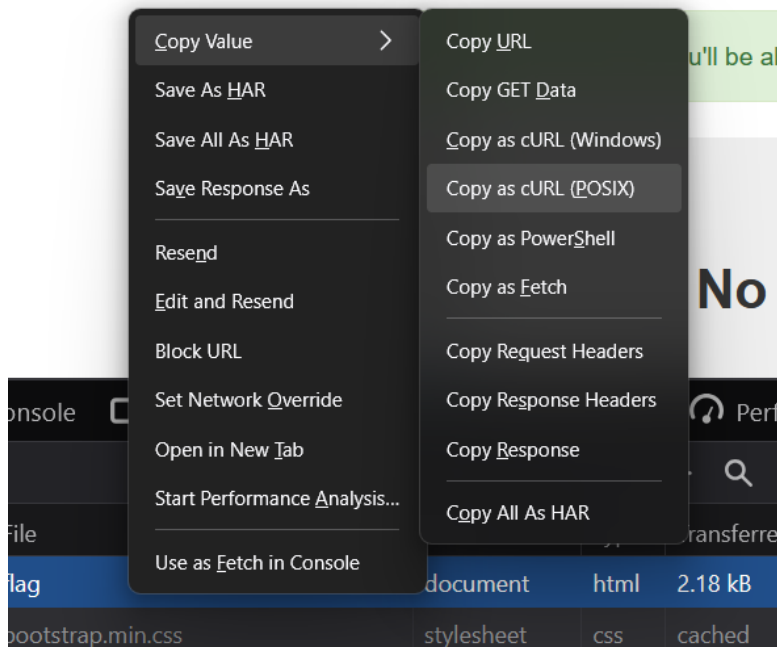 Copy Value
Save As HAR
Save All As HAR
Save Response As
Resend
Edit and Resend
Block URL
Set Network Override
Open in New Tab
Start Performance Analysis...
Use as Fetch in Console
Copy URL
Copy GET Data
Copy as cURL (Windows)
Copy as cURL (POSIX)
Copy as PowerShell
Copy as Fetch
Copy Request Headers
Copy Response Headers
Copy Response
Copy All As HAR
u'll be al
No
onsole
Perf
File
ransferre
flag document html 2.18 kB
bootstrap.min.css stylesheet css cached